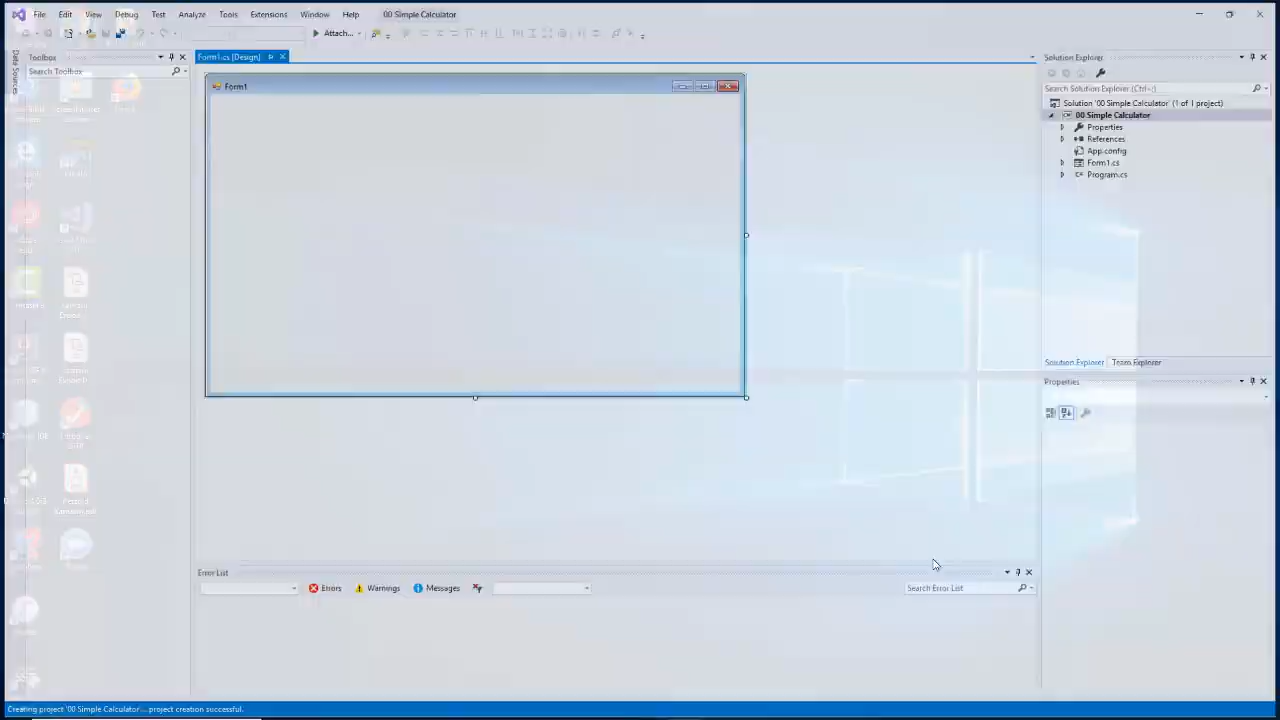 File Edit View Debug Test Analyze Tools Extensions Window Help 00 Simple Calculator
Attach...
Data Sources
Toolbox
Search Toolbox
Form1.cs [Design]
Form1
Solution Explorer
Search Solution Explorer (Ctrl+;)
Solution '00 Simple Calculator' (1 of 1 project)
00 Simple Calculator
Properties
References
App.config
Form1.cs
Program.cs
Solution Explorer Team Explorer
Properties
Error List
Errors Warnings Messages
Search Error List
Creating project '00 Simple Calculator'... project creation successful.